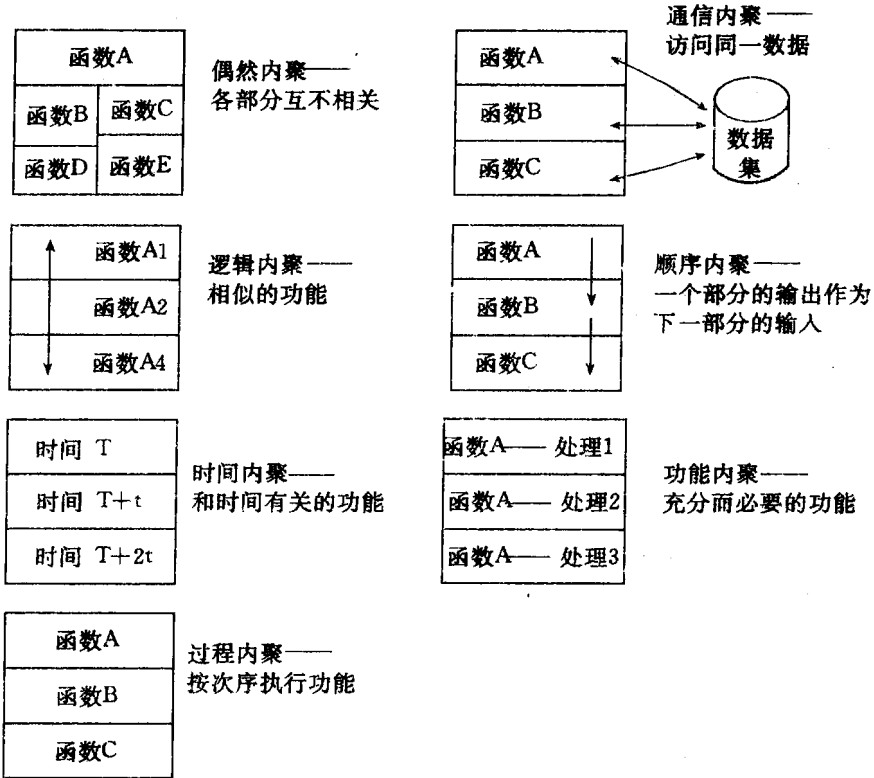 函数A
函数B
函数C
函数D
函数E
偶然内聚——
各部分互不相关
函数A1
函数A2
函数A4
逻辑内聚——
相似的功能
时间 T
时间 T+t
时间 T+2t
时间内聚——
和时间有关的功能
函数A
函数B
函数C
过程内聚——
按次序执行功能
通信内聚——
访问同一数据
函数A
函数B
函数C
数据
集
函数A
函数B
函数C
顺序内聚——
一个部分的输出作为
下一部分的输入
函数A—— 处理1
函数A—— 处理2
函数A—— 处理3
功能内聚——
充分而必要的功能